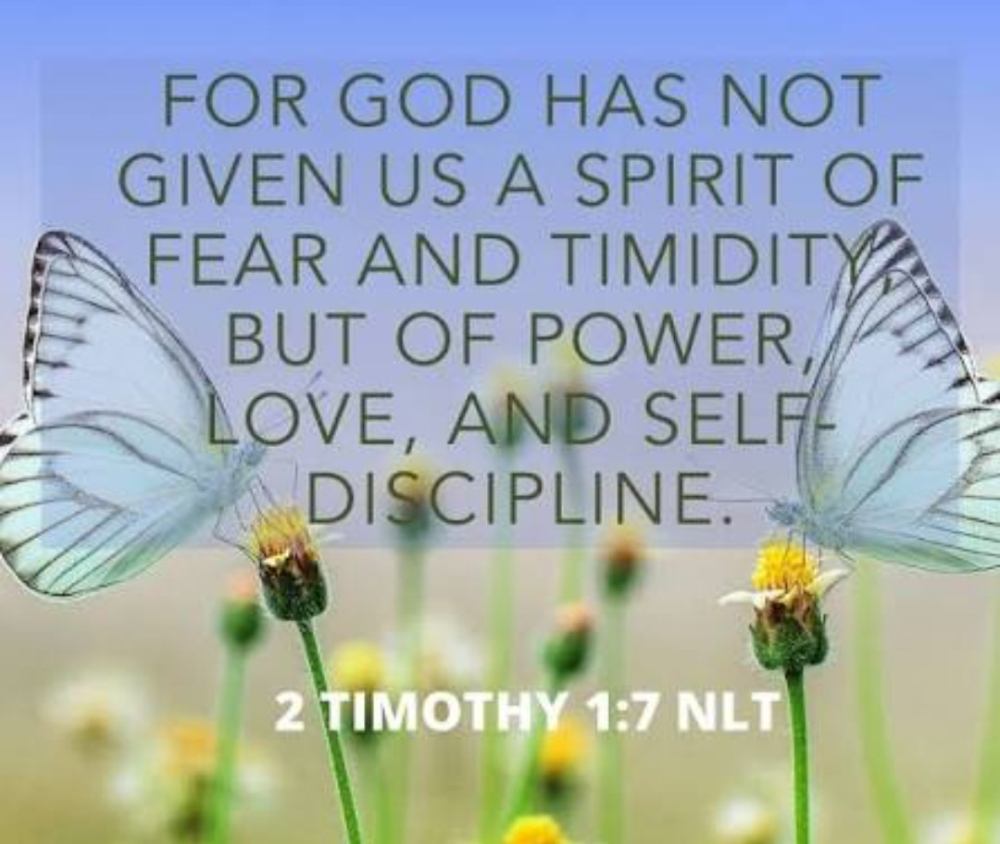 FOR GOD HAS NOT
GIVEN US A SPIRIT OF
FEAR AND TIMIDITY,
BUT OF POWER,
LOVE, AND SELF-
DISCIPLINE.
2 TIMOTHY 1:7 NLT